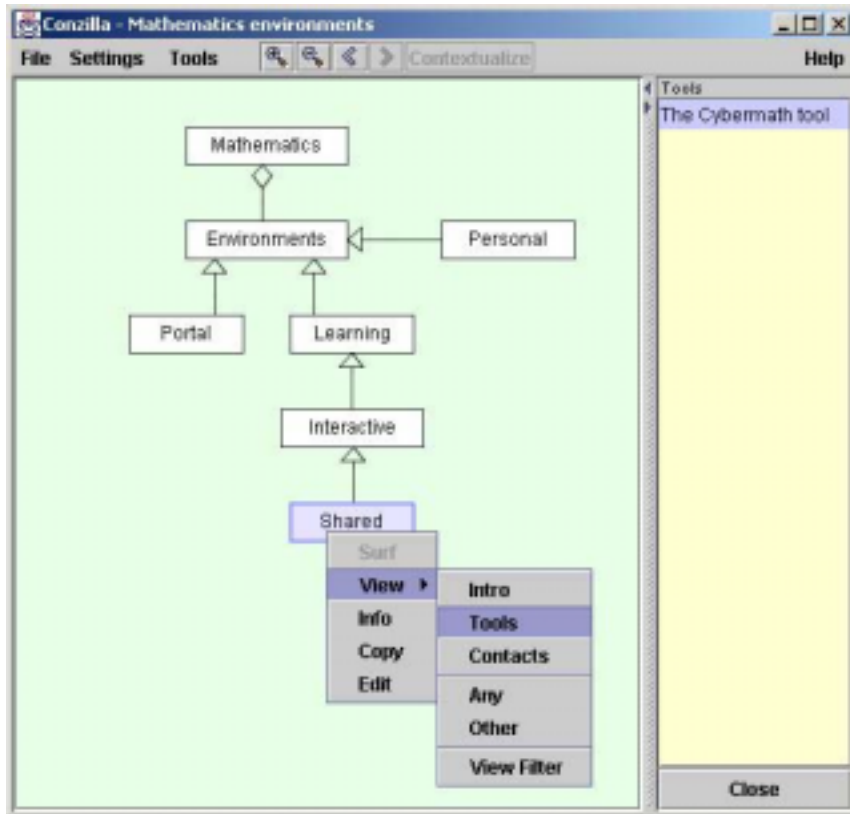 Conzilla - Mathematics environments
File Settings Tools Contextualize Help
Tools
The Cybermath tool
Mathematics
Environments Personal
Portal Learning
Interactive
Shared
Surf
View
Info
Copy
Edit
Intro
Tools
Contacts
Any
Other
View Filter
Close